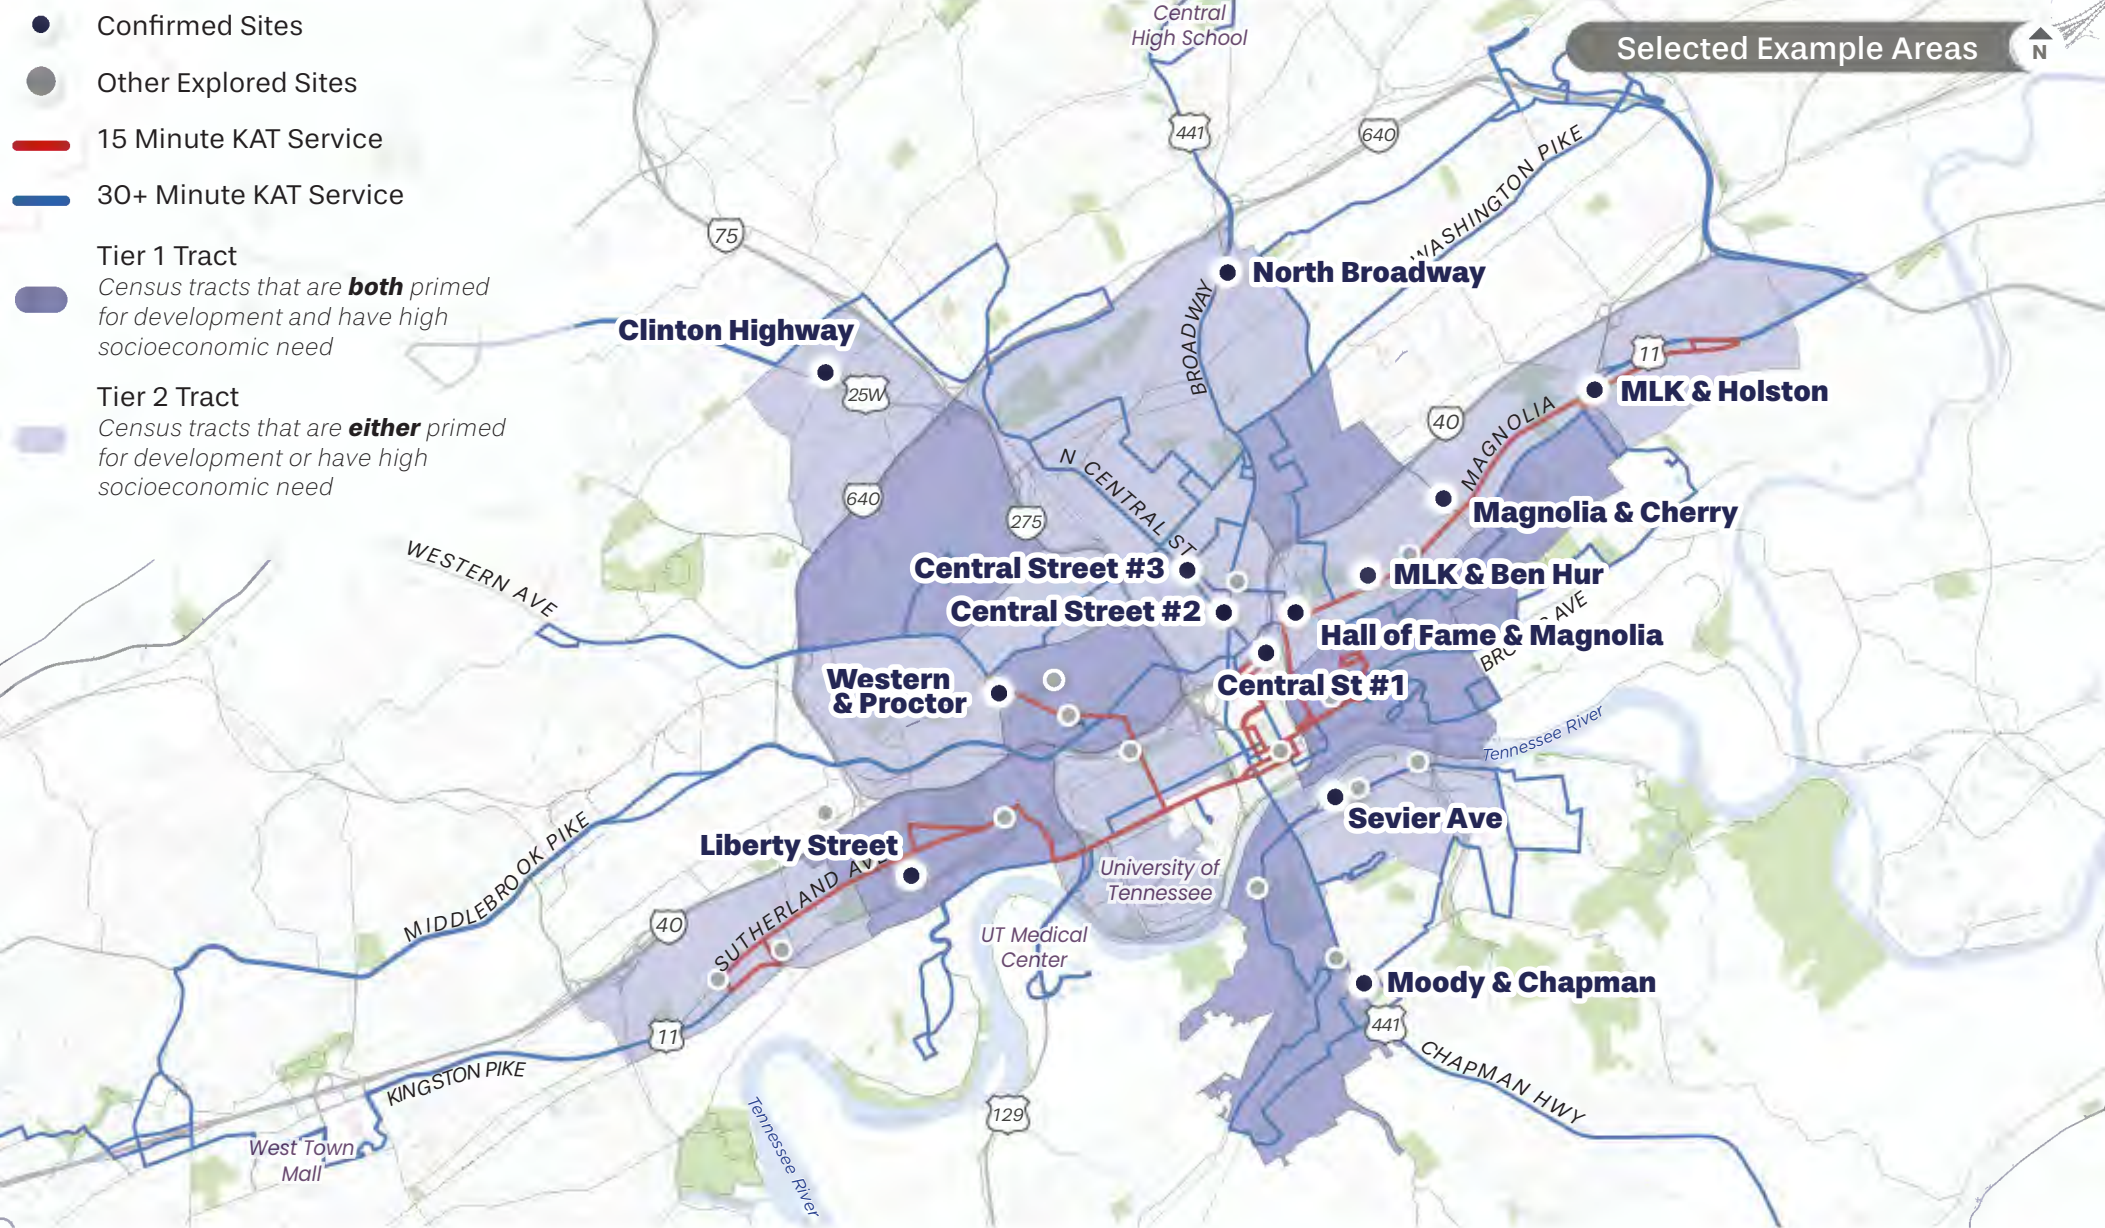 Confirmed Sites
Other Explored Sites
15 Minute KAT Service
30+ Minute KAT Service
Tier 1 Tract
Census tracts that are both primed
for development and have high
socioeconomic need
Tier 2 Tract
Census tracts that are either primed
for development or have high
socioeconomic need
Selected Example Areas
N
Central
High School
441
640
75
WASHINGTON PIKE
North Broadway
BROADWAY
Clinton Highway
25W
11
MLK & Holston
40
MAGNOLIA
N CENTRAL ST
640
275
Magnolia & Cherry
WESTERN AVE
Central Street #3
MLK & Ben Hur
Central Street #2
AVE
Hall of Fame & Magnolia
Western
& Proctor
Central St #1
Tennessee River
Sevier Ave
Liberty Street
MIDDLEBROOK PIKE
SUTHERLAND AVE
University of
Tennessee
40
UT Medical
Center
Moody & Chapman
441
11
CHAPMAN HWY
KINGSTON PIKE
129
Tennessee River
West Town
Mall